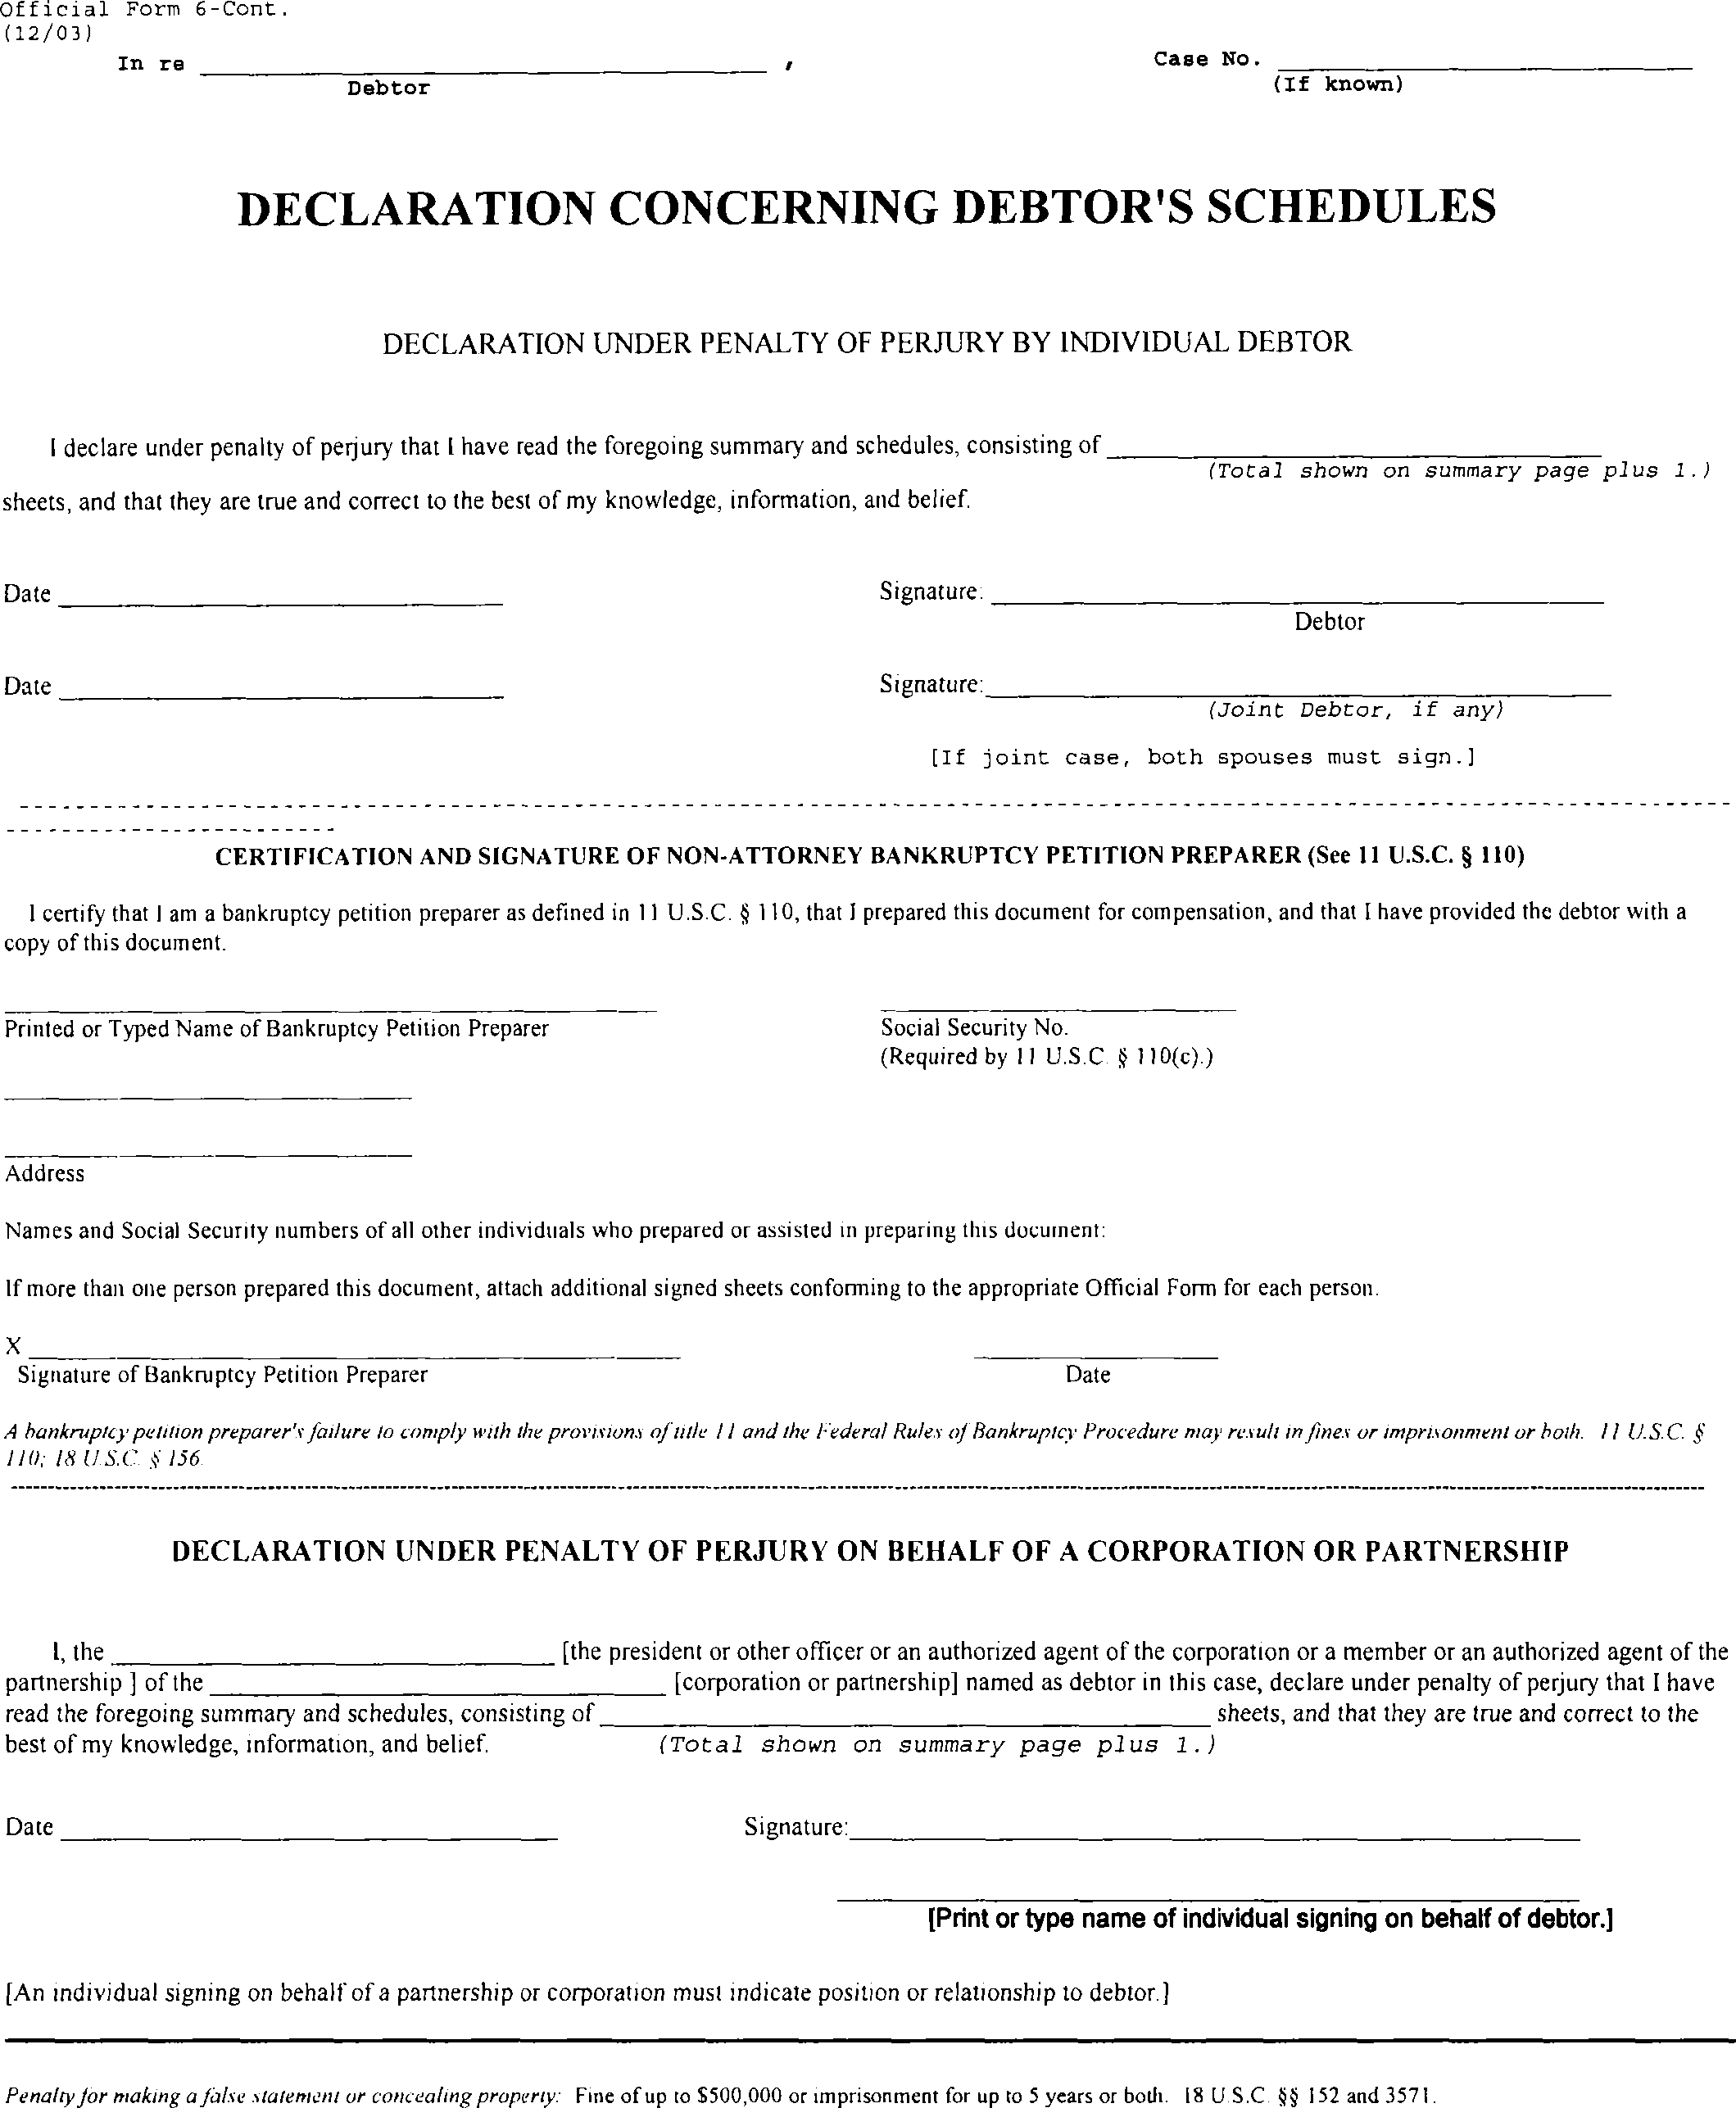 Official Form 6-Cont.
(12/03)
In re ______________________________ , Case No. ______________________
Debtor (If known)
DECLARATION CONCERNING DEBTOR'S SCHEDULES
DECLARATION UNDER PENALTY OF PERJURY BY INDIVIDUAL DEBTOR
I declare under penalty of perjury that I have read the foregoing summary and schedules, consisting of ______________________
(Total shown on summary page plus 1.)
sheets, and that they are true and correct to the best of my knowledge, information, and belief.
Date ______________________ Signature: ______________________
Debtor
Date ______________________ Signature: ______________________
(Joint Debtor, if any)
[If joint case, both spouses must sign.]
CERTIFICATION AND SIGNATURE OF NON-ATTORNEY BANKRUPTCY PETITION PREPARER (See 11 U.S.C. § 110)
I certify that I am a bankruptcy petition preparer as defined in 11 U.S.C. § 110, that I prepared this document for compensation, and that I have provided the debtor with a
copy of this document.
Printed or Typed Name of Bankruptcy Petition Preparer Social Security No.
(Required by 11 U.S.C. § 110(c).)
Address
Names and Social Security numbers of all other individuals who prepared or assisted in preparing this document:
If more than one person prepared this document, attach additional signed sheets conforming to the appropriate Official Form for each person.
X ______________________ ______________________
Signature of Bankruptcy Petition Preparer Date
A bankruptcy petition preparer's failure to comply with the provisions of title 11 and the Federal Rules of Bankruptcy Procedure may result in fines or imprisonment or both. 11 U.S.C. §
110; 18 U.S.C. § 156.
DECLARATION UNDER PENALTY OF PERJURY ON BEHALF OF A CORPORATION OR PARTNERSHIP
I, the ______________________ [the president or other officer or an authorized agent of the corporation or a member or an authorized agent of the
partnership ] of the ______________________ [corporation or partnership] named as debtor in this case, declare under penalty of perjury that I have
read the foregoing summary and schedules, consisting of ______________________ sheets, and that they are true and correct to the
best of my knowledge, information, and belief. (Total shown on summary page plus 1.)
Date ______________________ Signature: ______________________
[Print or type name of individual signing on behalf of debtor.]
[An individual signing on behalf of a partnership or corporation must indicate position or relationship to debtor.]
Penalty for making a false statement or concealing property: Fine of up to $500,000 or imprisonment for up to 5 years or both. 18 U.S.C. §§ 152 and 3571.